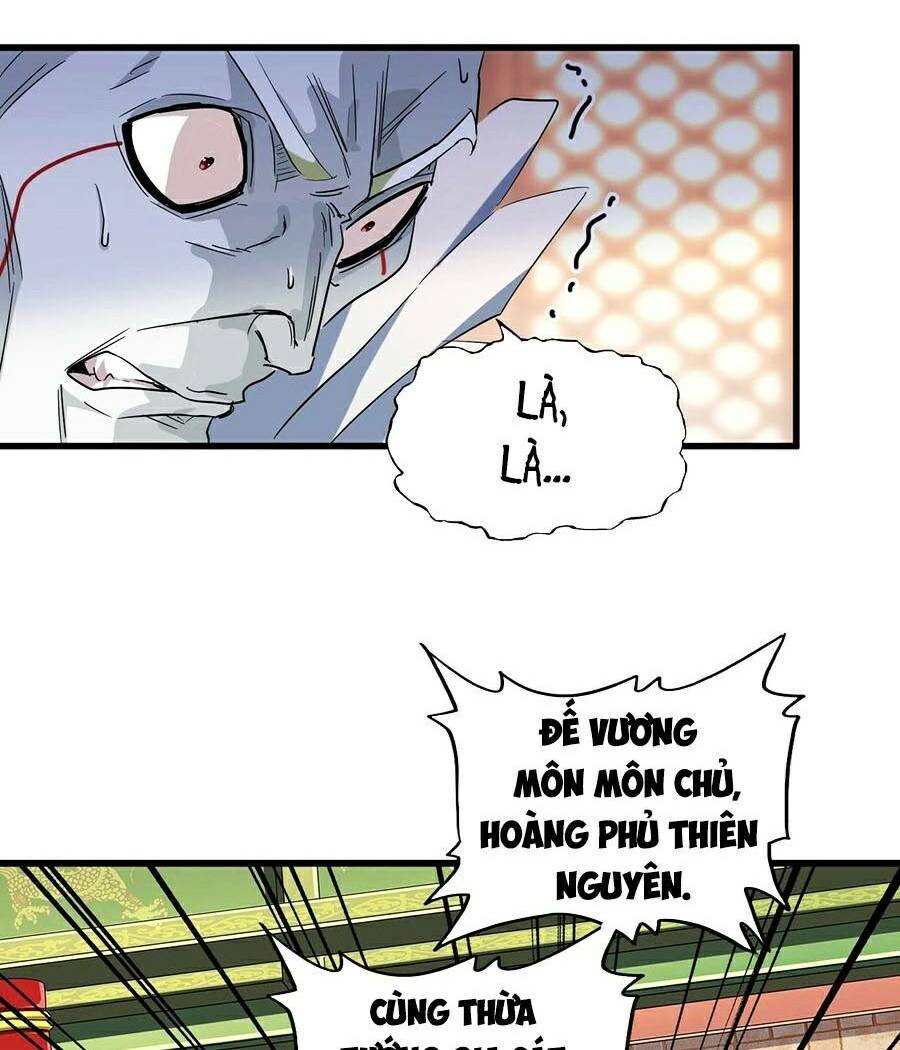 LÀ,
LÀ...
ĐẾ VƯƠNG
MÔN MÔN CHỦ,
HOÀNG PHỦ THIÊN
NGUYÊN.
CÙNG THỪA